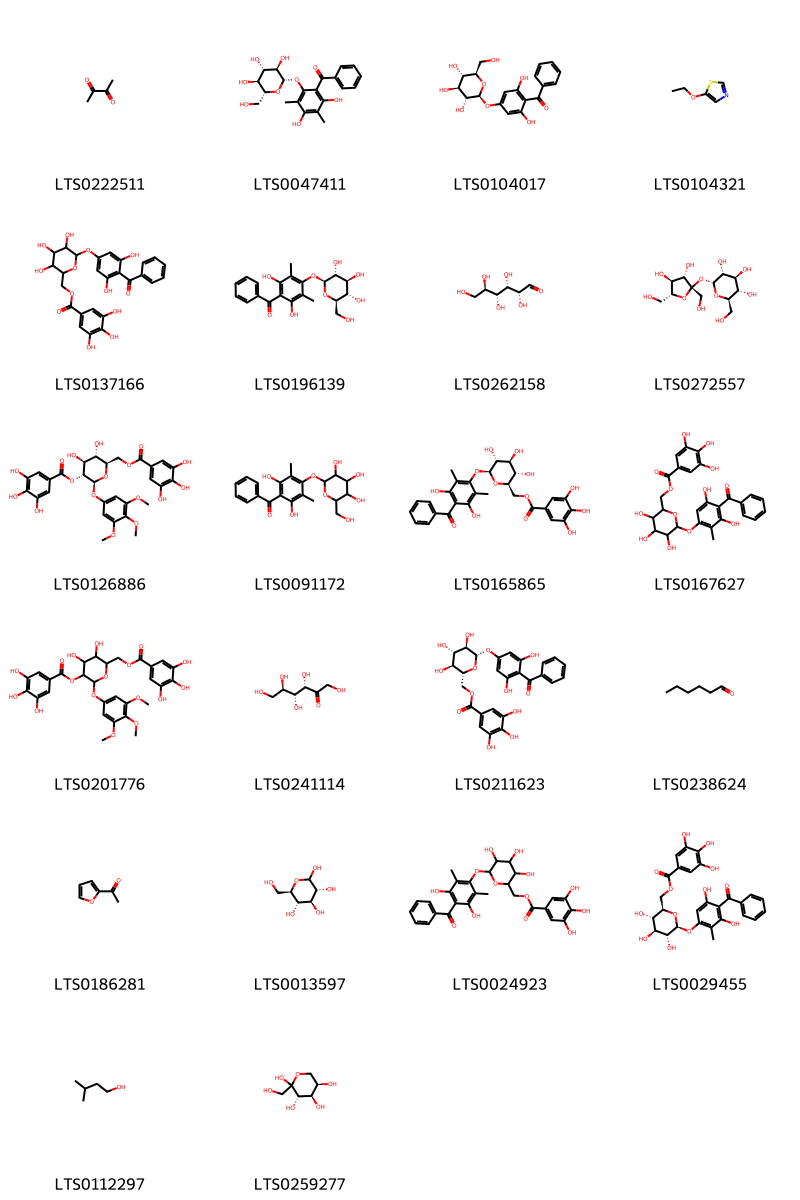 LTS0222511 LTS0047411 LTS0104017 LTS0104321
LTS0137166 LTS0196139 LTS0262158 LTS0272557
LTS0126886 LTS0091172 LTS0165865 LTS0167627
LTS0201776 LTS0241114 LTS0211623 LTS0238624
LTS0186281 LTS0013597 LTS0024923 LTS0029455
LTS0112297 LTS0259277